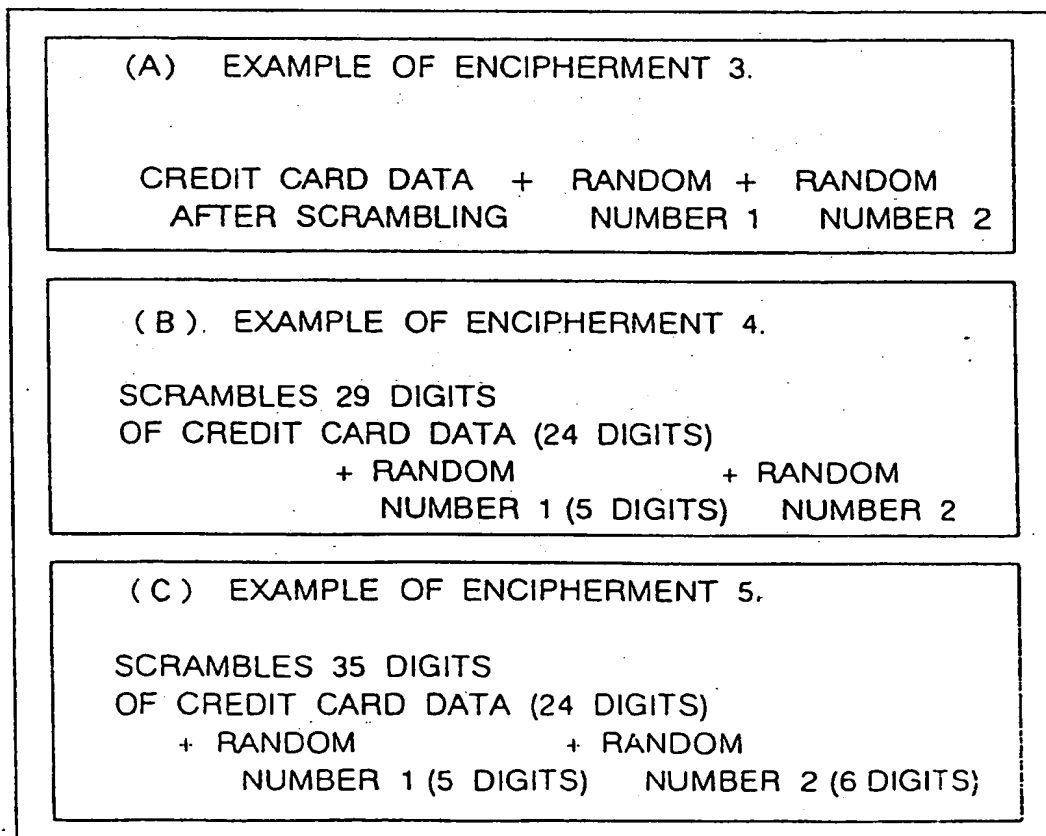 (A) EXAMPLE OF ENCIPHERMENT 3.
CREDIT CARD DATA + RANDOM + RANDOM
AFTER SCRAMBLING NUMBER 1 NUMBER 2
(B). EXAMPLE OF ENCIPHERMENT 4.
SCRAMBLES 29 DIGITS
OF CREDIT CARD DATA (24 DIGITS)
+ RANDOM + RANDOM
NUMBER 1 (5 DIGITS) NUMBER 2
(C) EXAMPLE OF ENCIPHERMENT 5.
SCRAMBLES 35 DIGITS
OF CREDIT CARD DATA (24 DIGITS)
+ RANDOM + RANDOM
NUMBER 1 (5 DIGITS) NUMBER 2 (6 DIGITS)